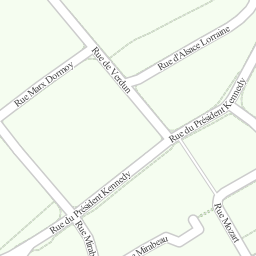 Rue de Verdun
Rue d'Alsace Lorraine
Rue Marx Dormoy
Rue du Président Kennedy
Rue du Président Kennedy
Rue Mozart
Rue Mirabeau